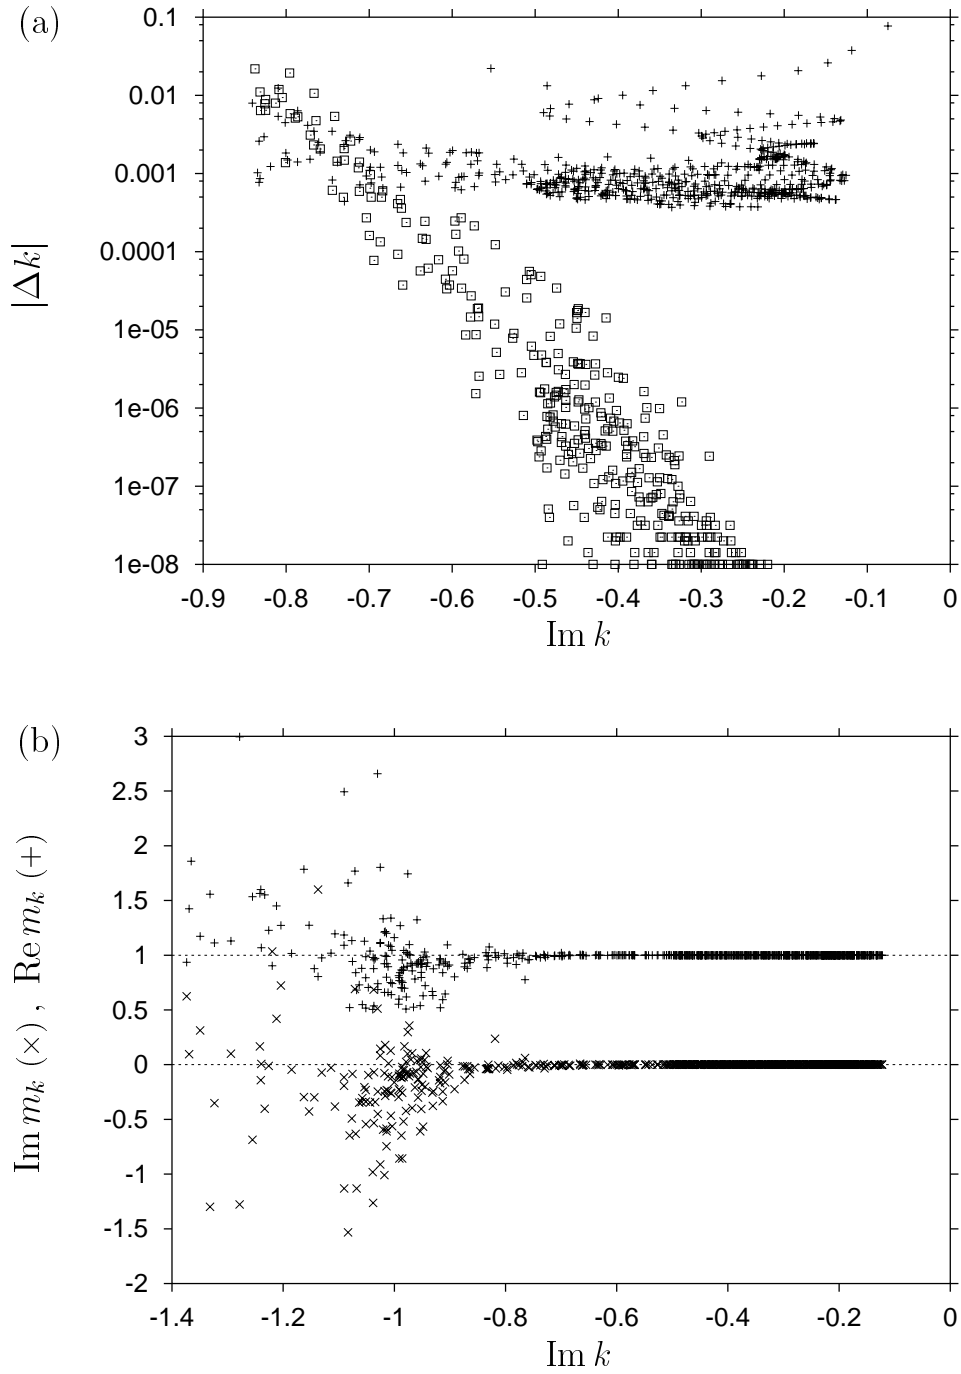 (a)
0.1
0.01
0.001
0.0001
1e-05
1e-06
1e-07
1e-08
|Δk|
-0.9 -0.8 -0.7 -0.6 -0.5 -0.4 -0.3 -0.2 -0.1 0
Im k
(b)
3
2.5
2
1.5
1
0.5
0
-0.5
-1
-1.5
-2
Im m_k (×) , Re m_k (+)
-1.4 -1.2 -1 -0.8 -0.6 -0.4 -0.2 0
Im k